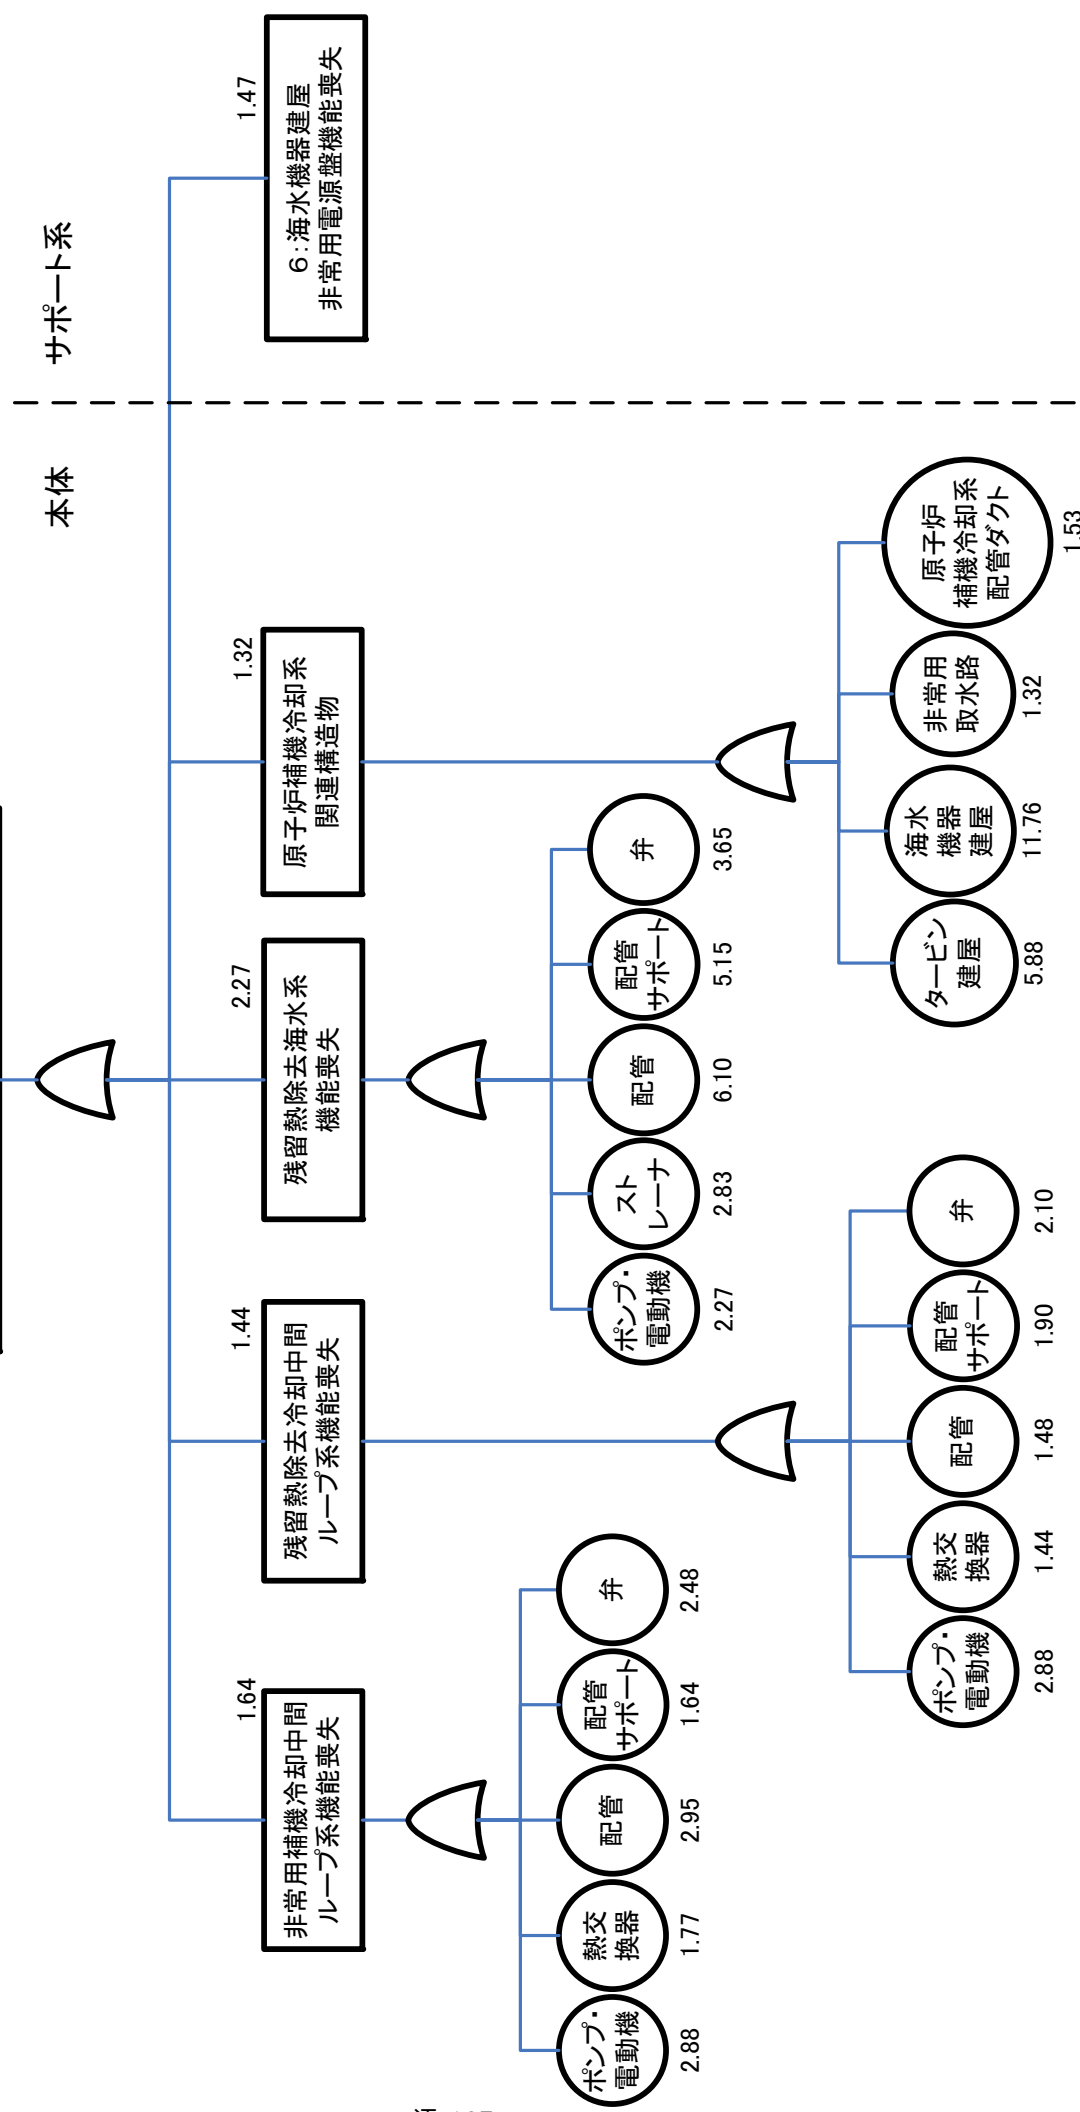 本体
サポート系
1.64
非常用補機冷却中間
ループ系機能喪失
1.44
残留熱除去冷却中間
ループ系機能喪失
2.27
残留熱除去海水系
機能喪失
1.32
原子炉補機冷却系
関連構造物
1.47
6:海水機器建屋
非常用電源盤機能喪失
ポンプ・
電動機
2.88
熱交
換器
1.77
配管
2.95
配管
サポート
1.64
弁
2.48
ポンプ・
電動機
2.27
スト
レーナ
2.83
配管
6.10
配管
サポート
5.15
弁
3.65
ポンプ・
電動機
2.88
熱交
換器
1.44
配管
1.48
配管
サポート
1.90
弁
2.10
タービン
建屋
5.88
海水
機器
建屋
11.76
非常用
取水路
1.32
原子炉
補機冷却系
配管ダクト
1.53